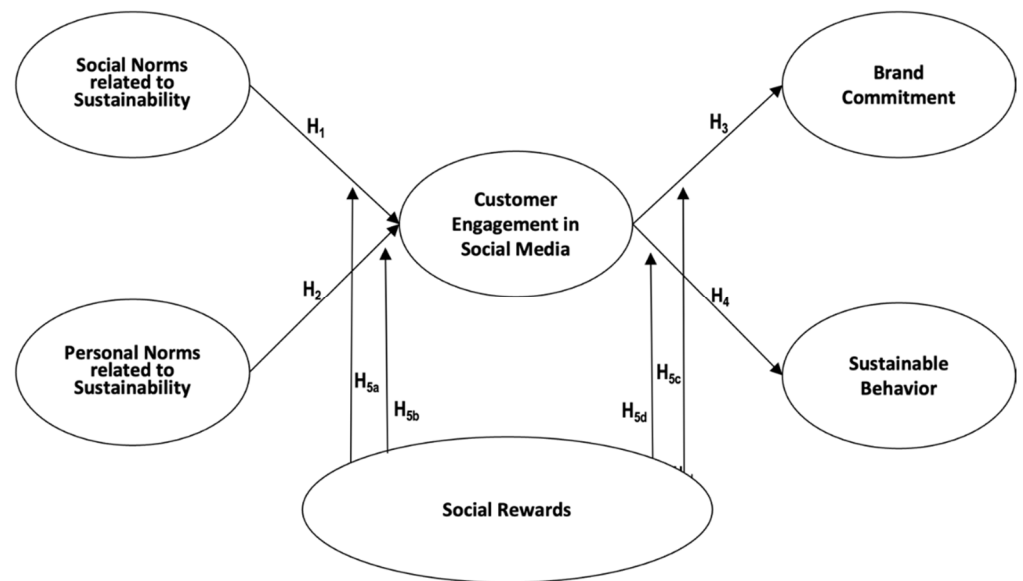 Social Norms
related to
Sustainability
Brand
Commitment
H1
H3
Customer
Engagement in
Social Media
H2
H4
Personal Norms
related to
Sustainability
Sustainable
Behavior
H5a
H5c
H5b
H5d
Social Rewards